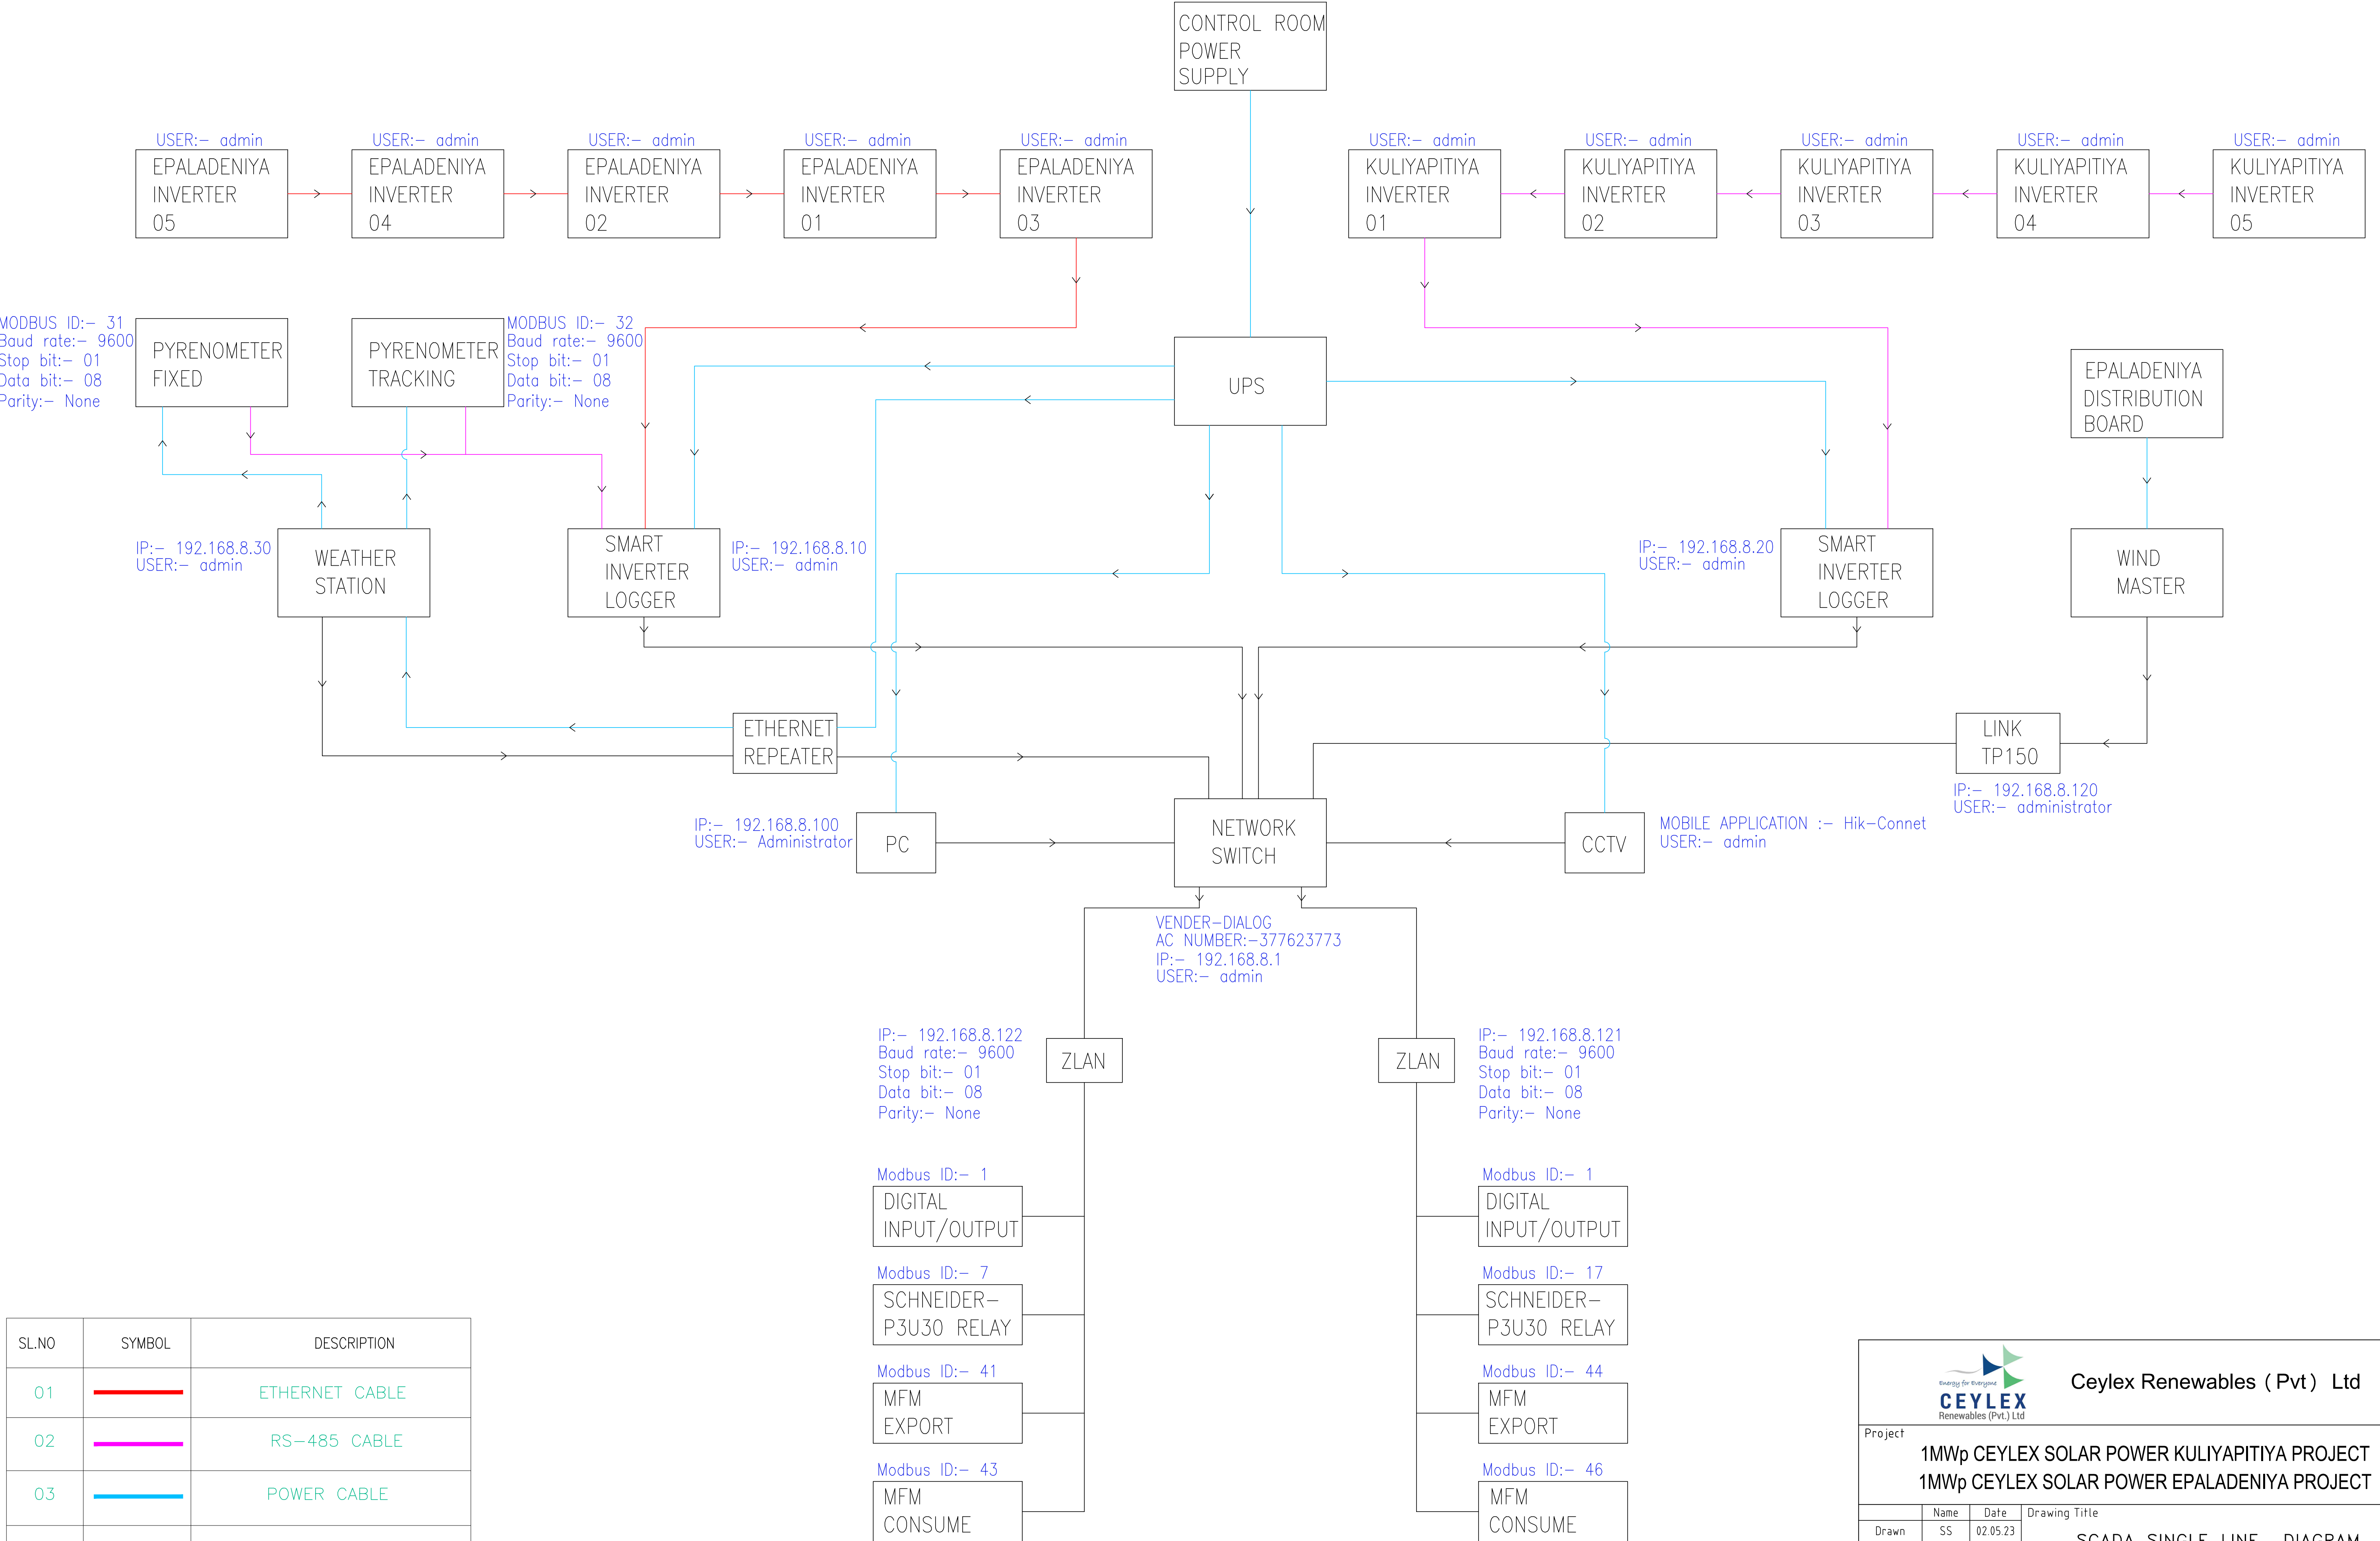 CONTROL ROOM
POWER
SUPPLY
USER:- admin
EPALADENIYA
INVERTER
05
USER:- admin
EPALADENIYA
INVERTER
04
USER:- admin
EPALADENIYA
INVERTER
02
USER:- admin
EPALADENIYA
INVERTER
01
USER:- admin
EPALADENIYA
INVERTER
03
USER:- admin
KULIYAPITIYA
INVERTER
01
USER:- admin
KULIYAPITIYA
INVERTER
02
USER:- admin
KULIYAPITIYA
INVERTER
03
USER:- admin
KULIYAPITIYA
INVERTER
04
USER:- admin
KULIYAPITIYA
INVERTER
05
MODBUS ID:- 31
Baud rate:- 9600
Stop bit:- 01
Data bit:- 08
Parity:- None
PYRENOMETER
FIXED
PYRENOMETER
TRACKING
MODBUS ID:- 32
Baud rate:- 9600
Stop bit:- 01
Data bit:- 08
Parity:- None
UPS
EPALADENIYA
DISTRIBUTION
BOARD
IP:- 192.168.8.30
USER:- admin
WEATHER
STATION
SMART
INVERTER
LOGGER
IP:- 192.168.8.10
USER:- admin
IP:- 192.168.8.20
USER:- admin
SMART
INVERTER
LOGGER
WIND
MASTER
ETHERNET
REPEATER
LINK
TP150
IP:- 192.168.8.120
USER:- administrator
IP:- 192.168.8.100
USER:- Administrator
PC
NETWORK
SWITCH
CCTV
MOBILE APPLICATION :- Hik-Connet
USER:- admin
VENDER-DIALOG
AC NUMBER:-377623773
IP:- 192.168.8.1
USER:- admin
IP:- 192.168.8.122
Baud rate:- 9600
Stop bit:- 01
Data bit:- 08
Parity:- None
ZLAN
ZLAN
IP:- 192.168.8.121
Baud rate:- 9600
Stop bit:- 01
Data bit:- 08
Parity:- None
Modbus ID:- 1
DIGITAL
INPUT/OUTPUT
Modbus ID:- 7
SCHNEIDER-
P3U30 RELAY
Modbus ID:- 41
MFM
EXPORT
Modbus ID:- 43
MFM
CONSUME
Modbus ID:- 1
DIGITAL
INPUT/OUTPUT
Modbus ID:- 17
SCHNEIDER-
P3U30 RELAY
Modbus ID:- 44
MFM
EXPORT
Modbus ID:- 46
MFM
CONSUME
SL.NO SYMBOL DESCRIPTION
01 ETHERNET CABLE
02 RS-485 CABLE
03 POWER CABLE
Energy for Everyone
CEYLEX
Renewables (Pvt.) Ltd
Ceylex Renewables (Pvt) Ltd
Project
1MWp CEYLEX SOLAR POWER KULIYAPITIYA PROJECT
1MWp CEYLEX SOLAR POWER EPALADENIYA PROJECT
Name Date Drawing Title
Drawn SS 02.05.23
SCADA SINGLE LINE DIAGRAM